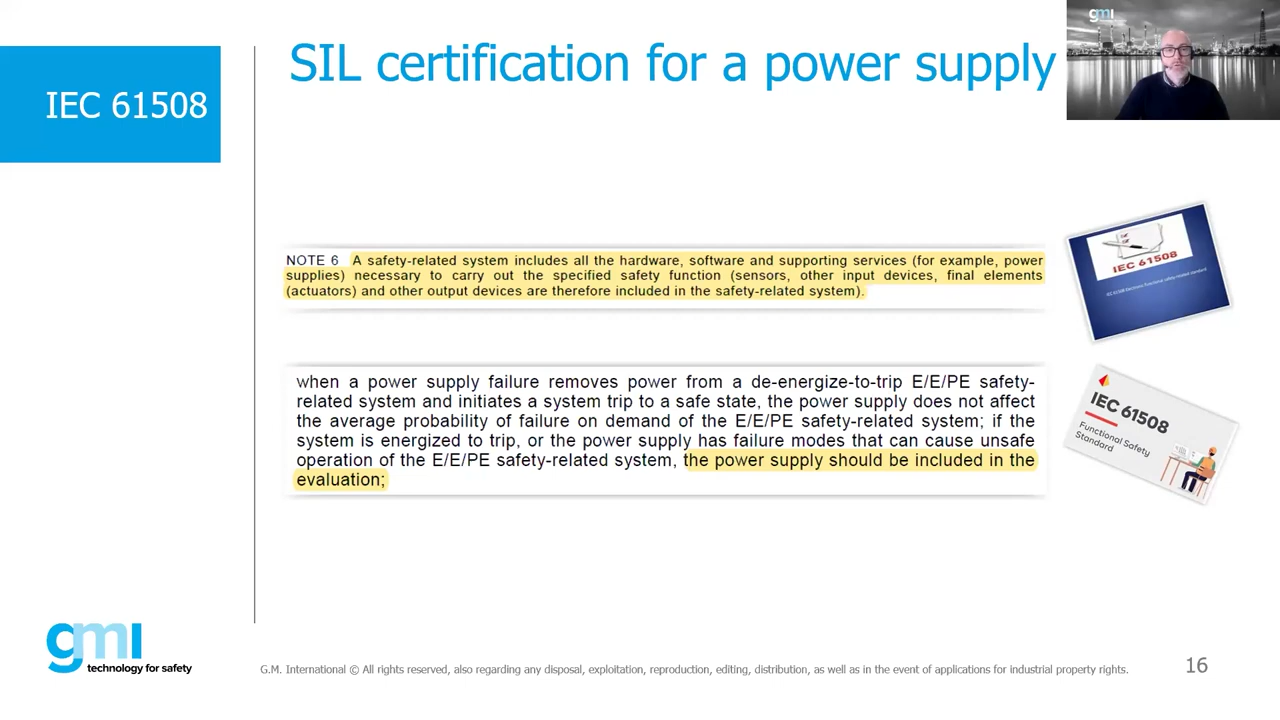 gmi
SIL certification for a power supply
IEC 61508
NOTE 6 A safety-related system includes all the hardware, software and supporting services (for example, power
supplies) necessary to carry out the specified safety function (sensors, other input devices, final elements
(actuators) and other output devices are therefore included in the safety-related system).
IEC 61508
when a power supply failure removes power from a de-energize-to-trip E/E/PE safety-
related system and initiates a system trip to a safe state, the power supply does not affect
the average probability of failure on demand of the E/E/PE safety-related system; if the
system is energized to trip, or the power supply has failure modes that can cause unsafe
operation of the E/E/PE safety-related system, the power supply should be included in the
evaluation;
IEC 61508
Functional Safety
Standard
gmi
technology for safety
G.M. International © All rights reserved, also regarding any disposal, exploitation, reproduction, editing, distribution, as well as in the event of applications for industrial property rights.
16